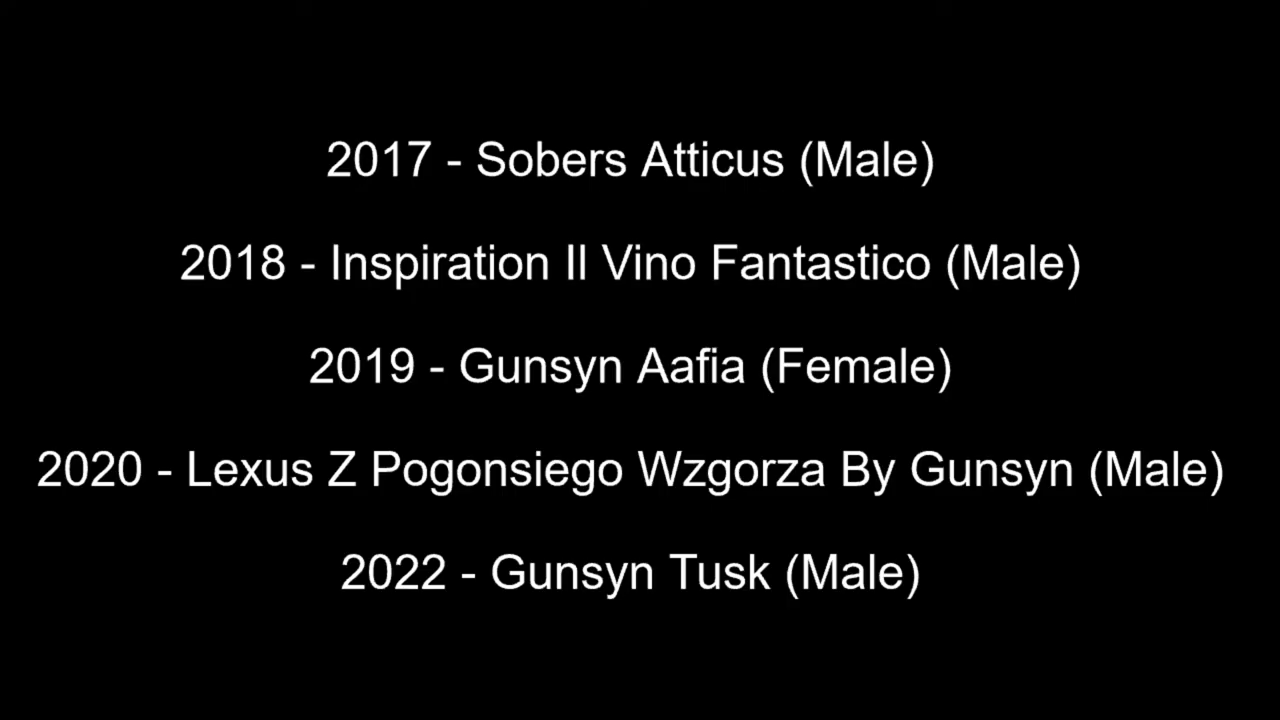 2017 - Sobers Atticus (Male)
2018 - Inspiration Il Vino Fantastico (Male)
2019 - Gunsyn Aafia (Female)
2020 - Lexus Z Pogonsiego Wzgorza By Gunsyn (Male)
2022 - Gunsyn Tusk (Male)